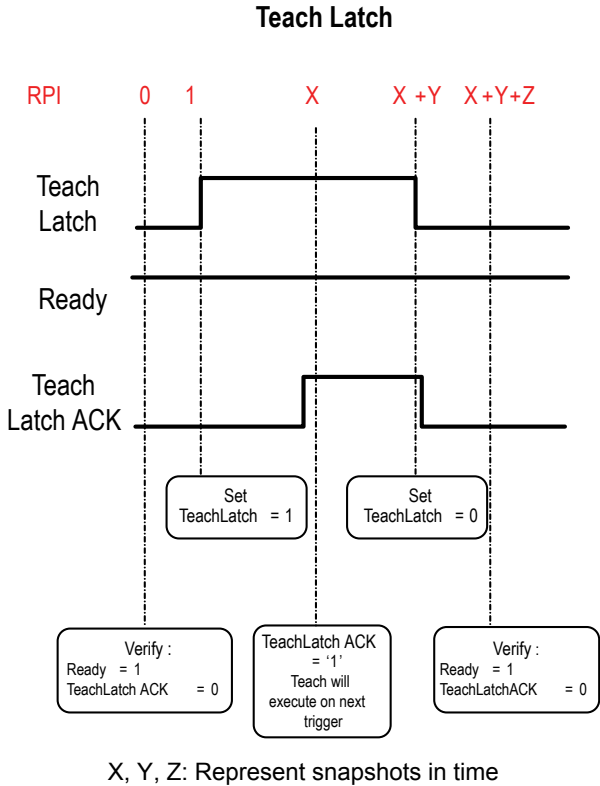 Teach Latch
RPI 0 1 X X +Y X +Y+Z
Teach
Latch
Ready
Teach
Latch ACK
Set
TeachLatch = 1
Set
TeachLatch = 0
Verify :
Ready = 1
TeachLatch ACK = 0
TeachLatch ACK
= ‘1’
Teach will
execute on next
trigger
Verify :
Ready = 1
TeachLatchACK = 0
X, Y, Z: Represent snapshots in time